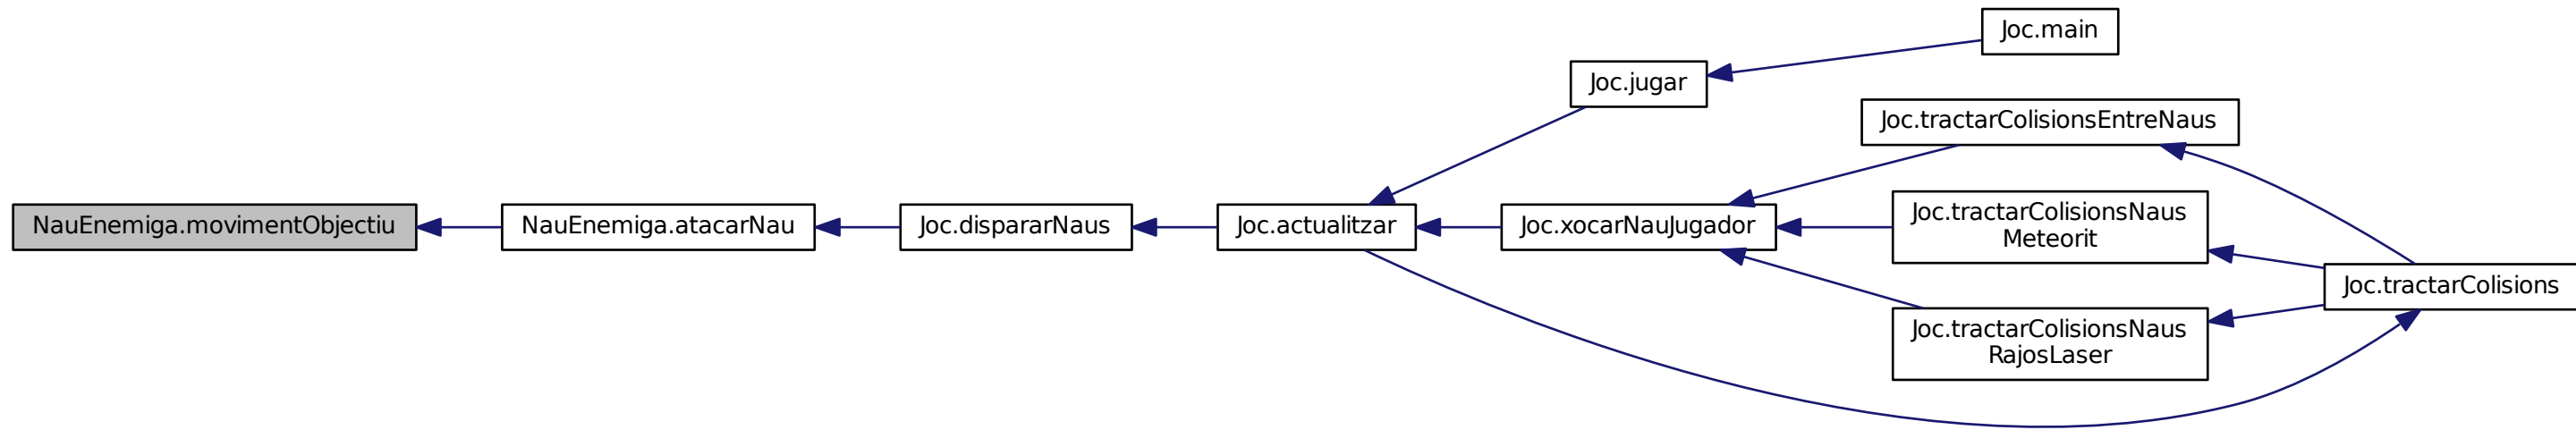 NauEnemiga.movimentObjectiu
NauEnemiga.atacarNau
Joc.dispararNaus
Joc.actualitzar
Joc.jugar
Joc.main
Joc.xocarNauJugador
Joc.tractarColisionsEntreNaus
Joc.tractarColisionsNaus
Meteorit
Joc.tractarColisionsNaus
RajosLaser
Joc.tractarColisions